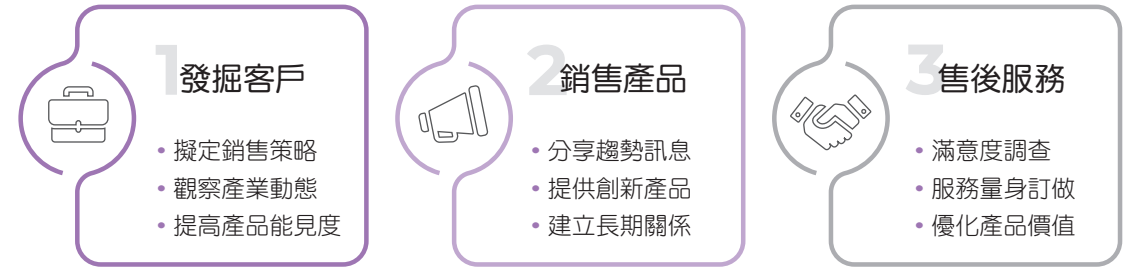 1發掘客戶
• 擬定銷售策略
• 觀察產業動態
• 提高產品能見度
2銷售產品
• 分享趨勢訊息
• 提供創新產品
• 建立長期關係
3售後服務
• 滿意度調查
• 服務量身訂做
• 優化產品價值